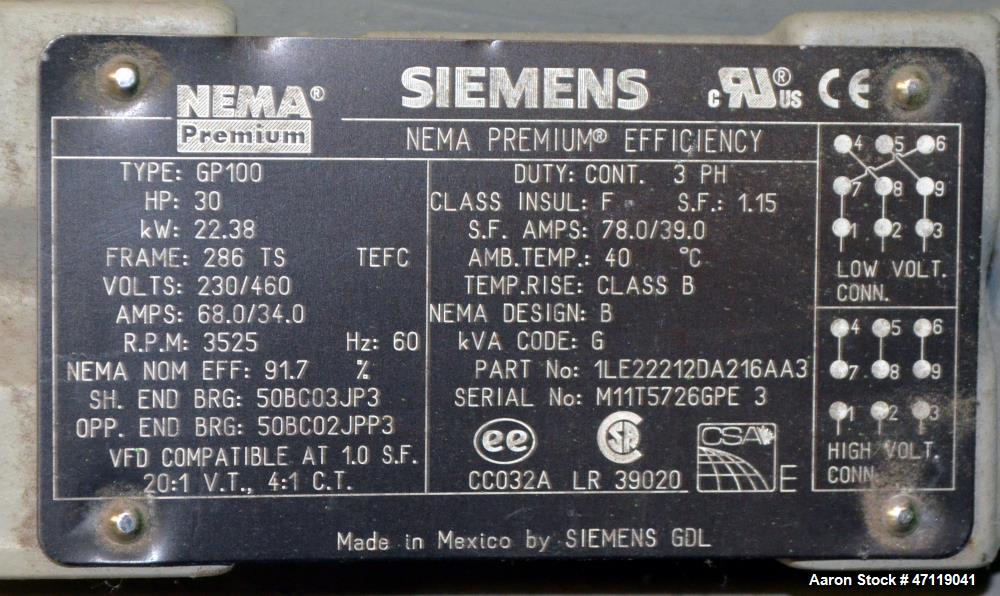 NEMA®
Premium
SIEMENS
c RU® US CE
NEMA PREMIUM® EFFICIENCY
TYPE: GP100
HP: 30
kW: 22.38
FRAME: 286 TS TEFC
VOLTS: 230/460
AMPS: 68.0/34.0
R.P.M: 3525 Hz: 60
NEMA NOM EFF: 91.7 %
SH. END BRG: 50BC03JP3
OPP. END BRG: 50BC02JPP3
VFD COMPATIBLE AT 1.0 S.F.
20:1 V.T., 4:1 C.T.
DUTY: CONT. 3 PH
CLASS INSUL: F S.F.: 1.15
S.F. AMPS: 78.0/39.0
AMB.TEMP.: 40 °C
TEMP.RISE: CLASS B
NEMA DESIGN: B
kVA CODE: G
PART No: 1LE22212DA216AA3
SERIAL No: M11T5726GPE 3
ee SA CSA
CC032A LR 39020 E
4 5 6
7 8 9
1 2 3
LOW VOLT.
CONN.
4 5 6
7 8 9
1 2 3
HIGH VOLT.
CONN.
Made in Mexico by SIEMENS GDL
Aaron Stock # 47119041